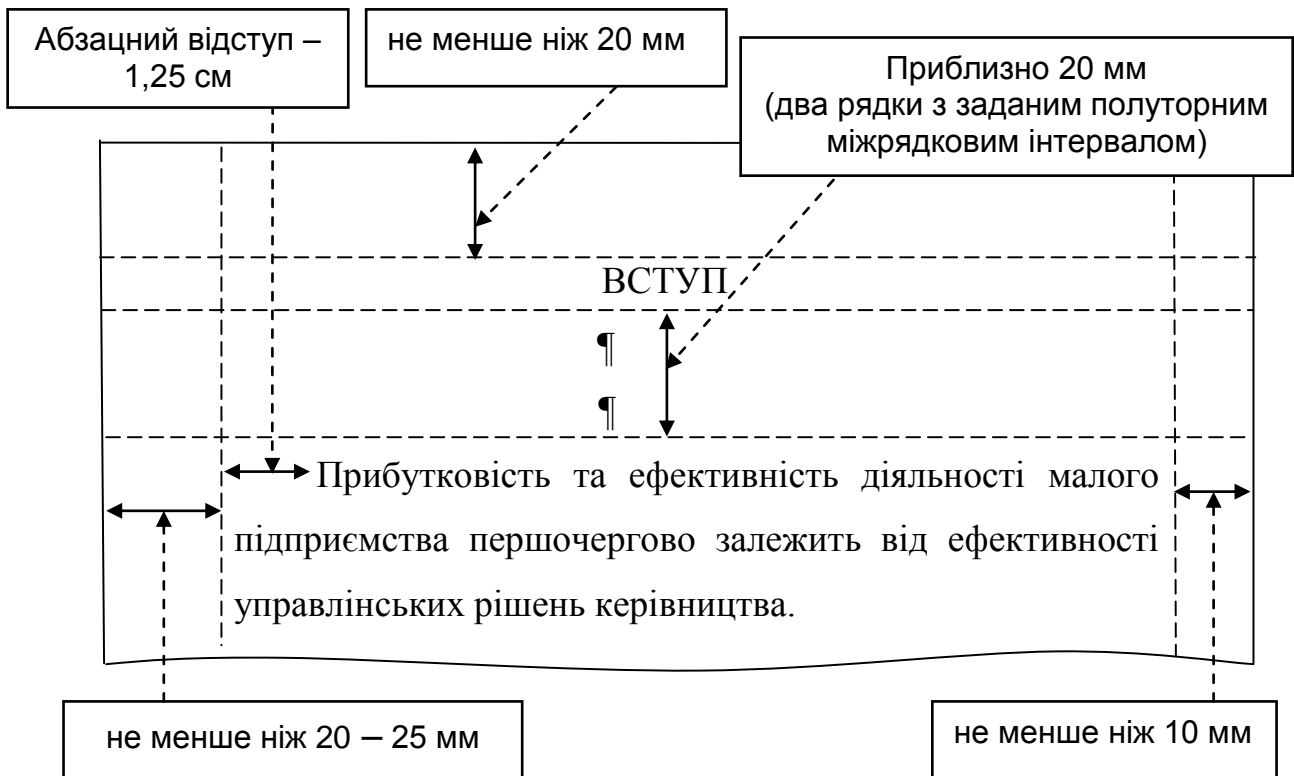 Абзацний відступ –
1,25 см
не менше ніж 20 мм
Приблизно 20 мм
(два рядки з заданим полуторним
міжрядковим інтервалом)
ВСТУП
¶
¶
Прибутковість та ефективність діяльності малого
підприємства першочергово залежить від ефективності
управлінських рішень керівництва.
не менше ніж 20 – 25 мм
не менше ніж 10 мм